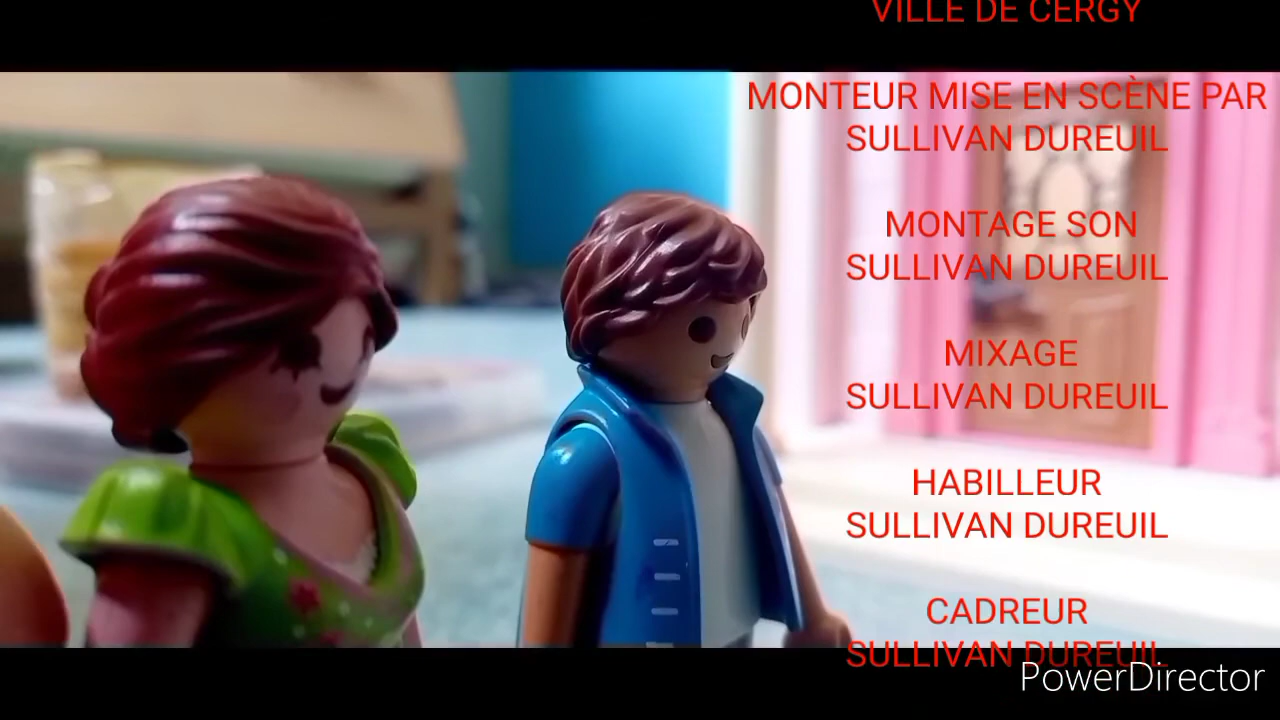 VILLE DE CERGY
MONTEUR MISE EN SCÈNE PAR
SULLIVAN DUREUIL
MONTAGE SON
SULLIVAN DUREUIL
MIXAGE
SULLIVAN DUREUIL
HABILLEUR
SULLIVAN DUREUIL
CADREUR
SULLIVAN DUREUIL
PowerDirector